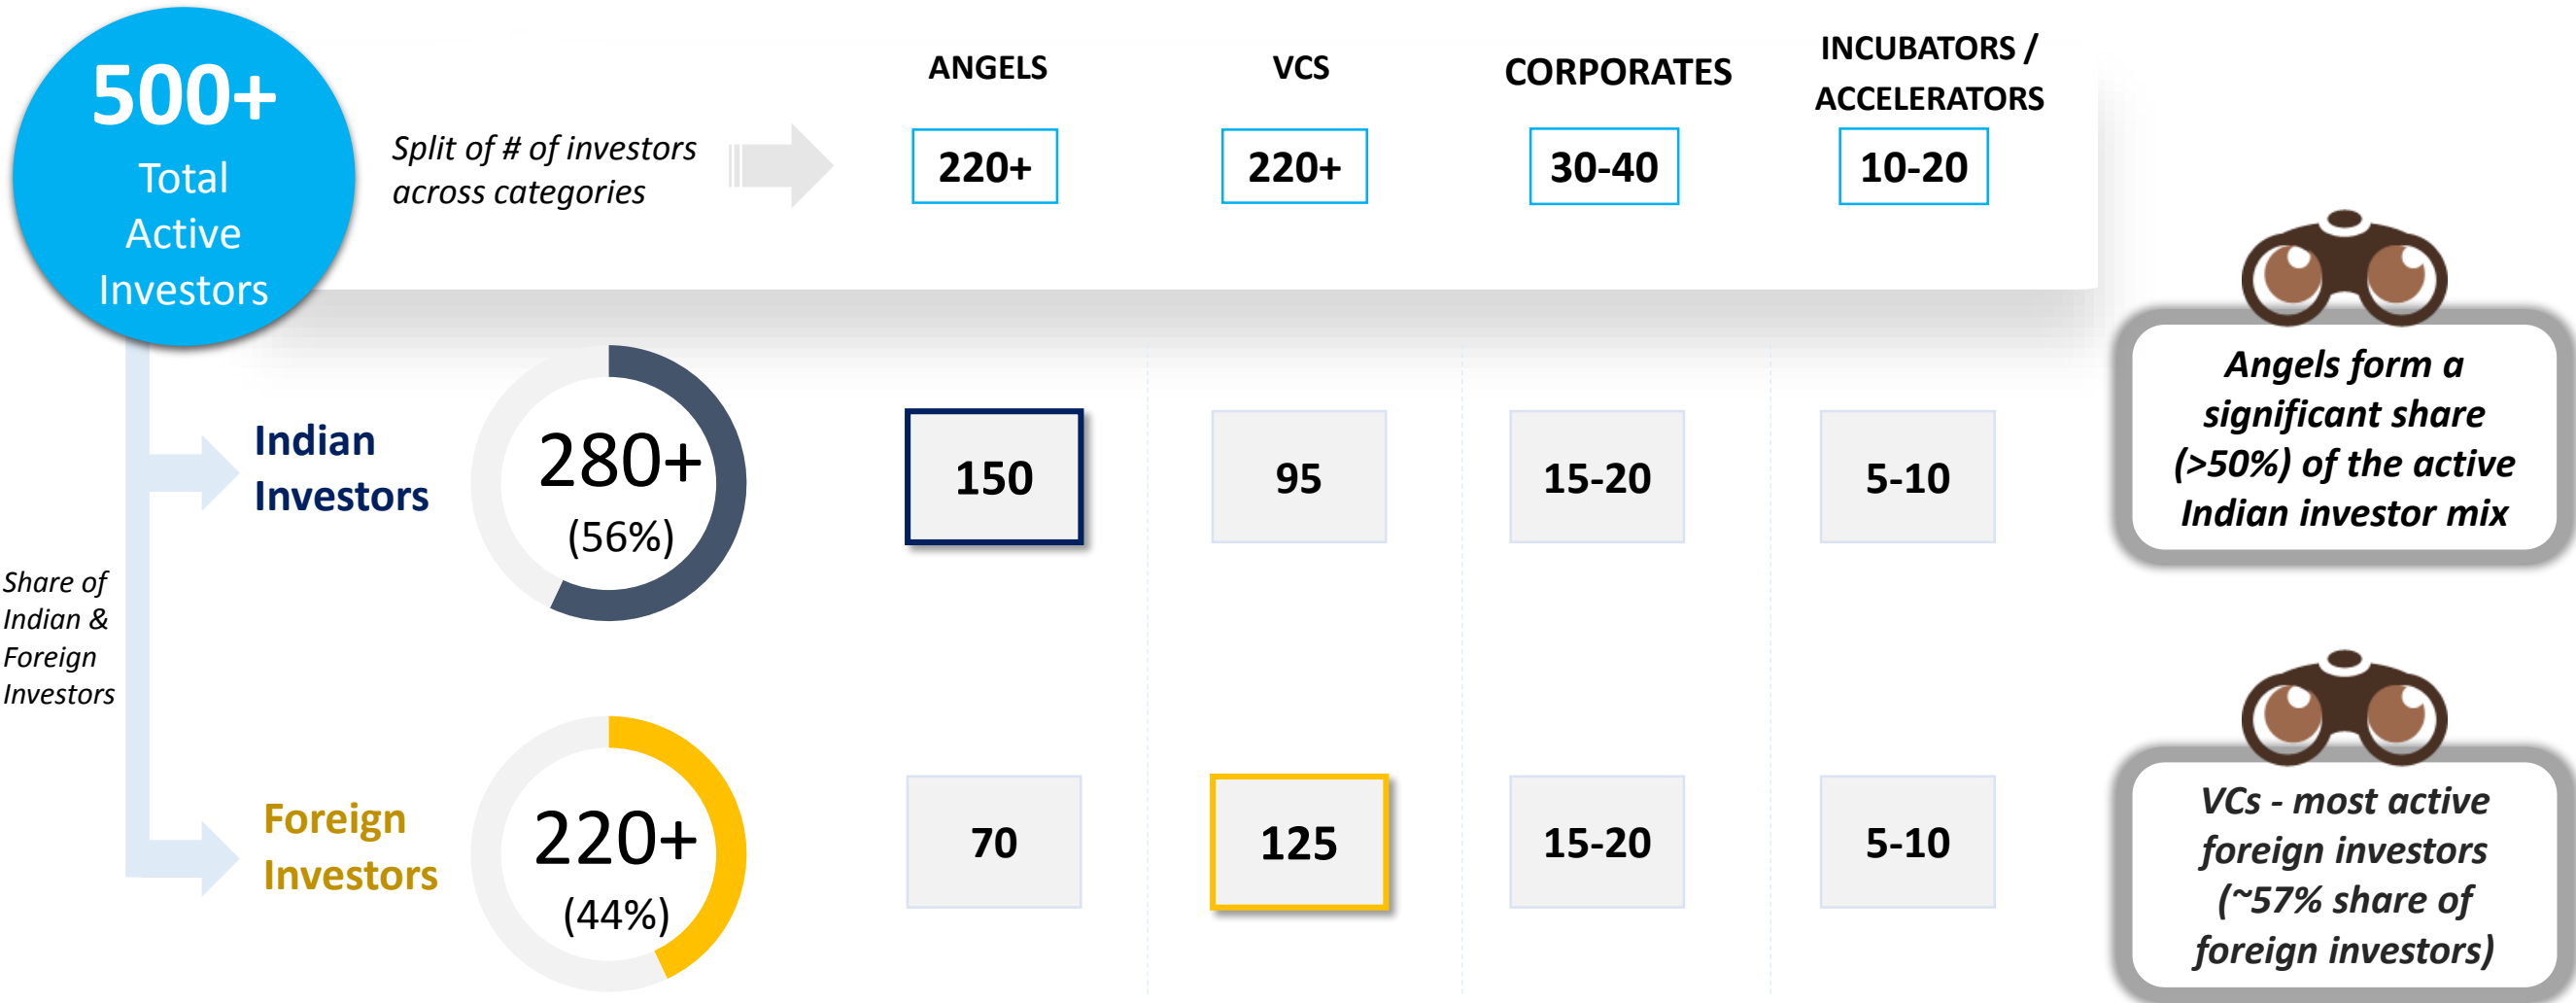 500+
Total
Active
Investors
Split of # of investors
across categories
ANGELS
220+
VCS
220+
CORPORATES
30-40
INCUBATORS /
ACCELERATORS
10-20
Share of
Indian &
Foreign
Investors
Indian
Investors
280+
(56%)
150
95
15-20
5-10
Angels form a
significant share
(>50%) of the active
Indian investor mix
Foreign
Investors
220+
(44%)
70
125
15-20
5-10
VCs - most active
foreign investors
(~57% share of
foreign investors)